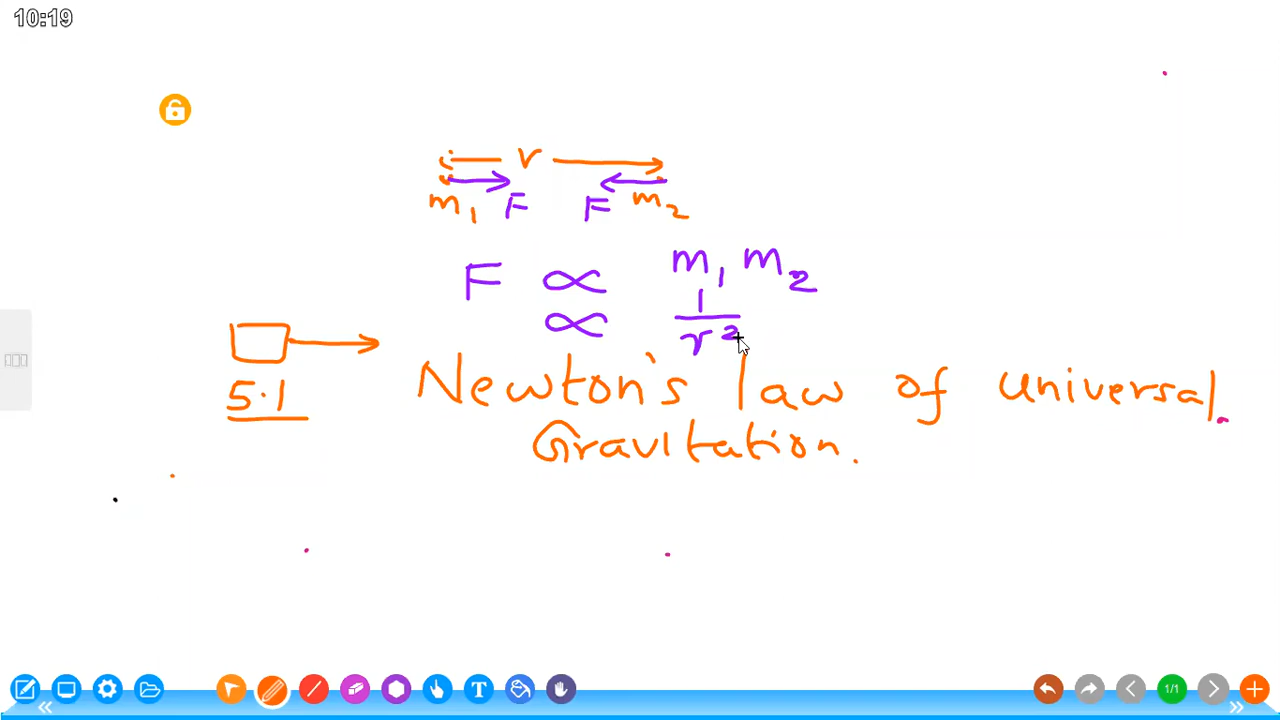 10:19
r
m1 F F m2
F ∝ m1 m2
∝ 1/r²
5.1
Newton's law of universal
Gravitation.
T
1/1